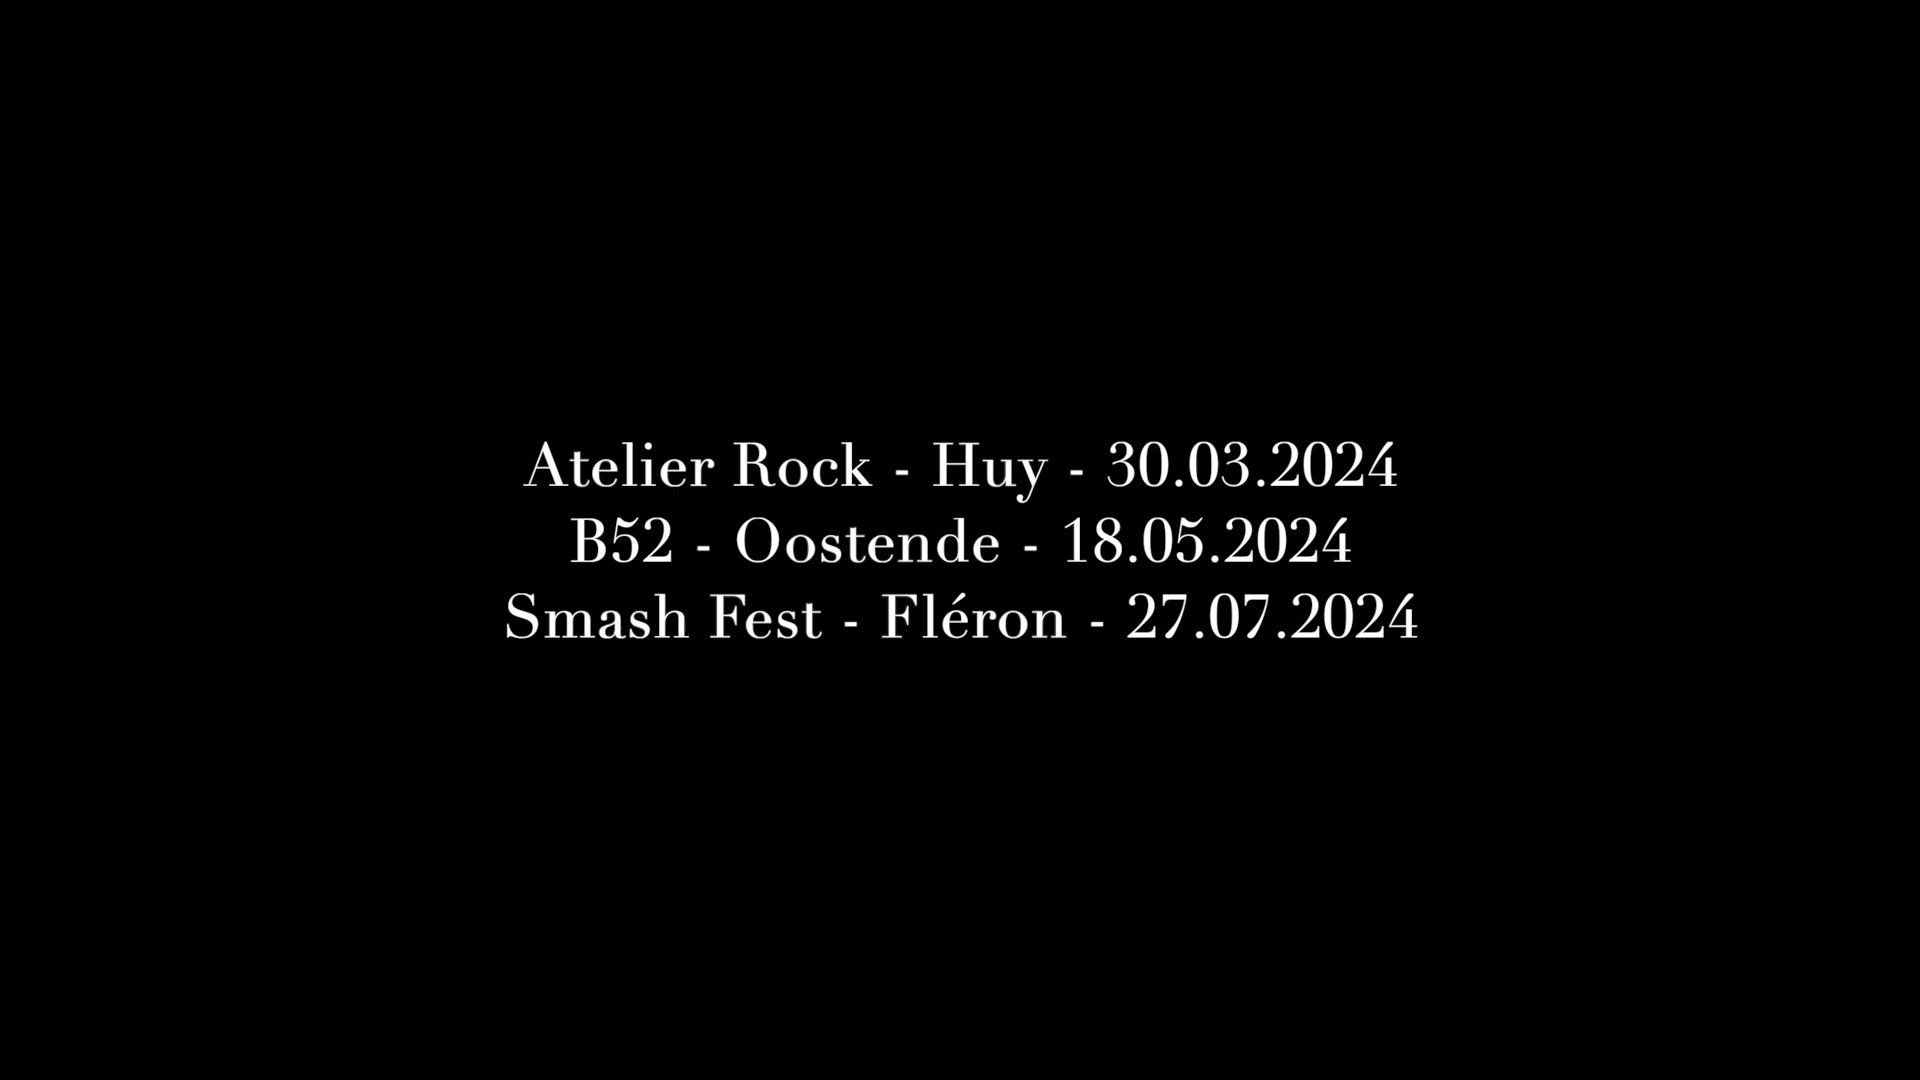 Atelier Rock - Huy - 30.03.2024
B52 - Oostende - 18.05.2024
Smash Fest - Fléron - 27.07.2024